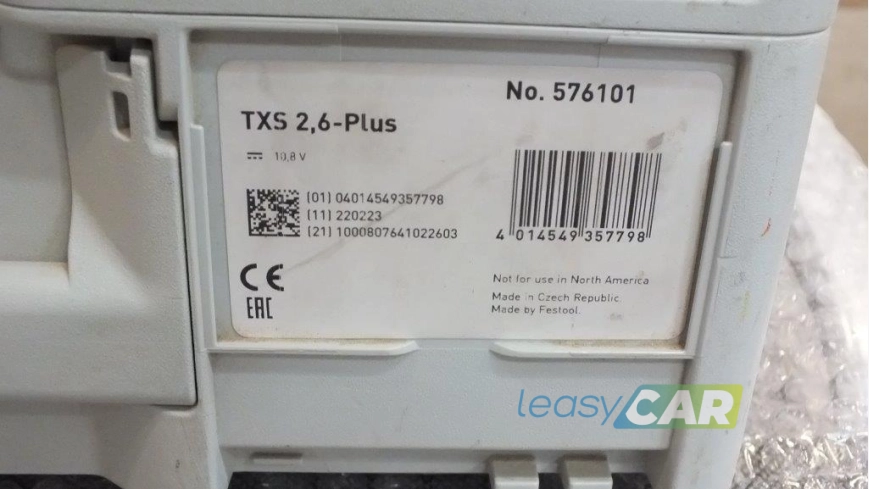 No. 576101
TXS 2,6-Plus
10,8 V
(01) 04014549357798
(11) 220223
(21) 1000807641022603
4 014549 357798
CE
EAC
Not for use in North America
Made in Czech Republic.
Made by Festool.
leasyCAR